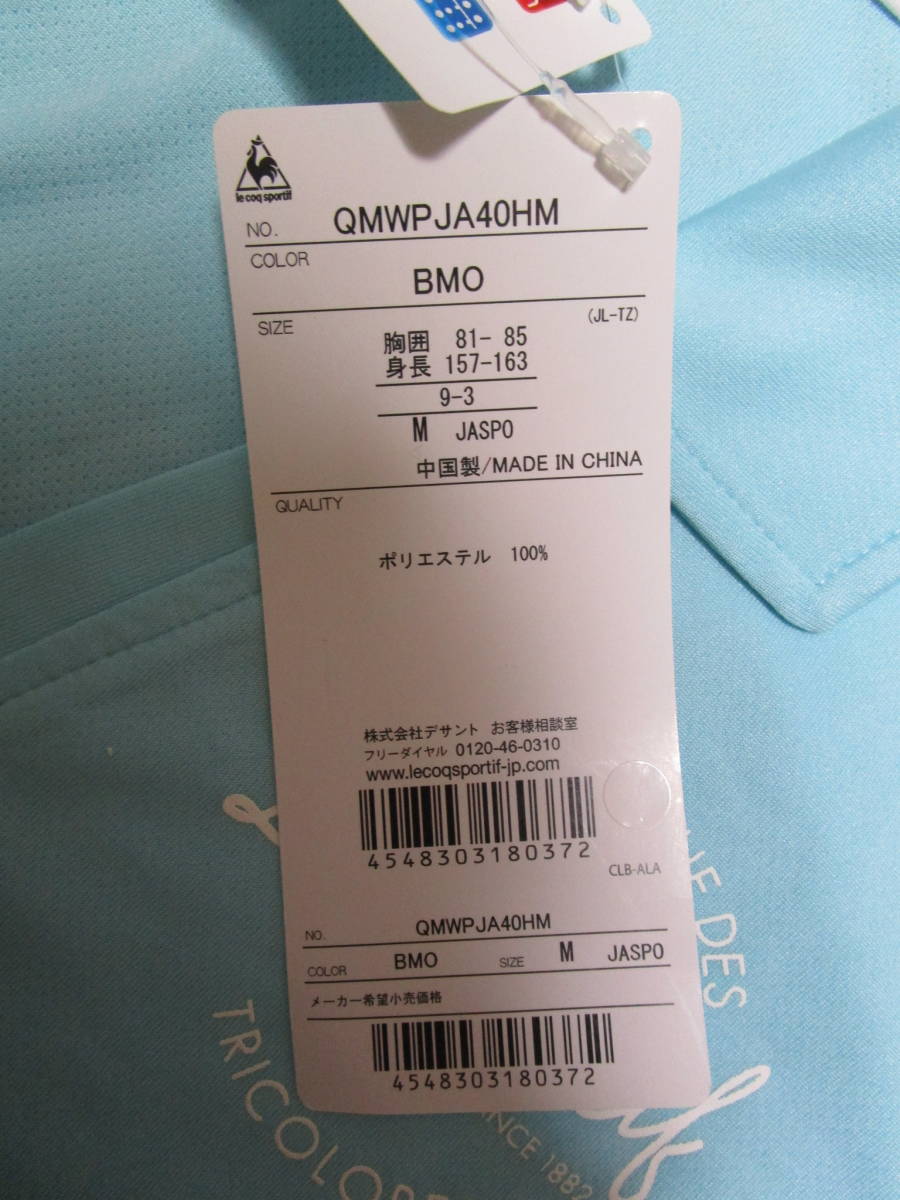 le coq sportif
NO. QMWPJA40HM
COLOR
BMO
SIZE (JL-TZ)
胸囲 81- 85
身長 157-163
9-3
M JASPO
中国製/MADE IN CHINA
QUALITY
ポリエステル 100%
株式会社デサント お客様相談室
フリーダイヤル 0120-46-0310
www.lecoqsportif-jp.com
4548303180372
CLB-ALA
NO. QMWPJA40HM
COLOR BMO SIZE M JASPO
メーカー希望小売価格
4548303180372
DES
TRICOLORE
SINCE 1882